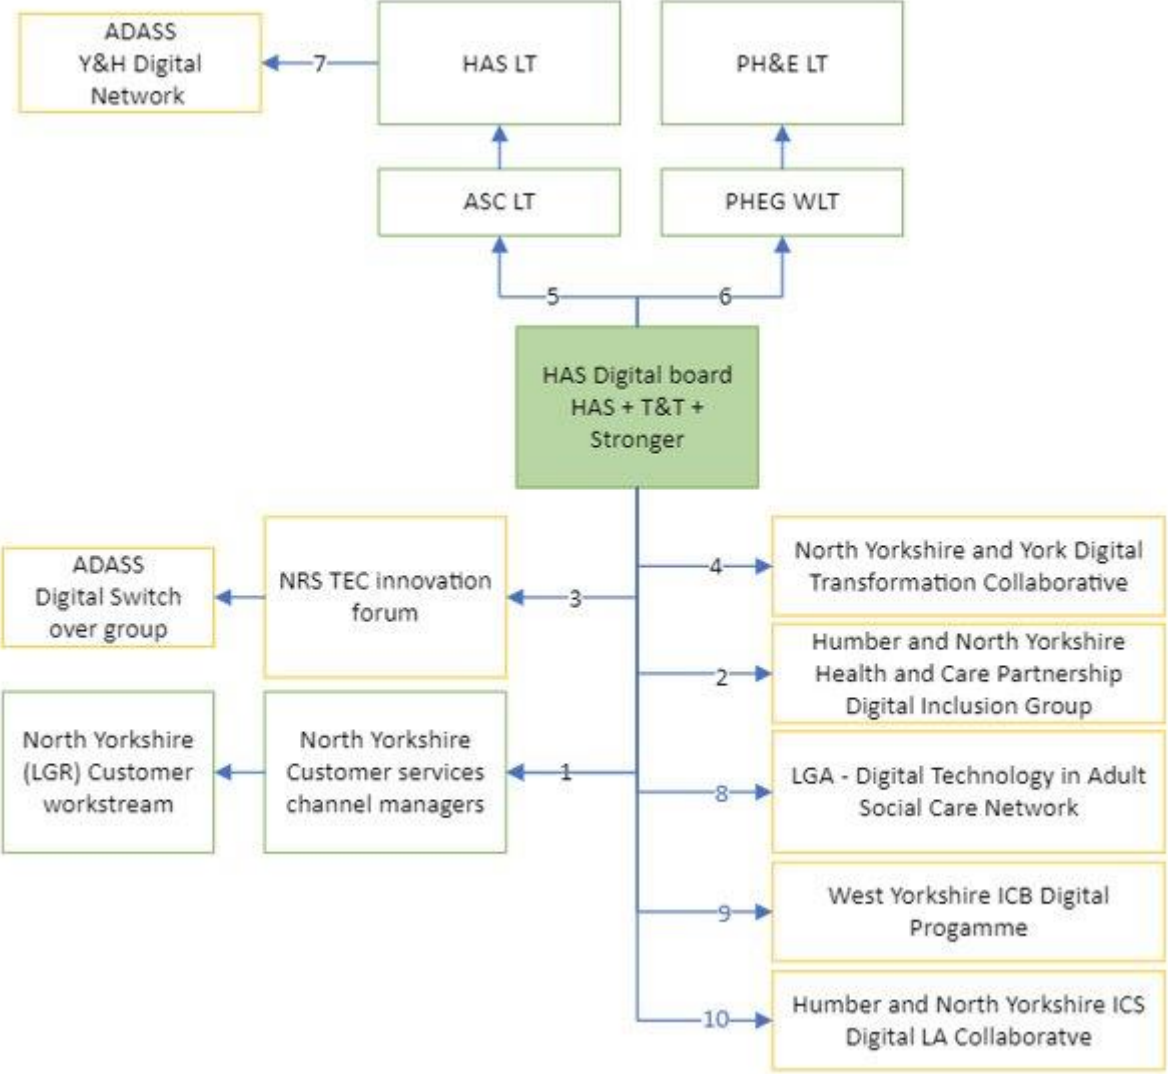 ADASS
Y&H Digital
Network
7
HAS LT
PH&E LT
ASC LT
PHEG WLT
5
6
HAS Digital board
HAS + T&T +
Stronger
ADASS
Digital Switch
over group
NRS TEC innovation
forum
3
4
North Yorkshire and York Digital
Transformation Collaborative
2
Humber and North Yorkshire
Health and Care Partnership
Digital Inclusion Group
North Yorkshire
(LGR) Customer
workstream
North Yorkshire
Customer services
channel managers
1
8
LGA - Digital Technology in Adult
Social Care Network
9
West Yorkshire ICB Digital
Progamme
10
Humber and North Yorkshire ICS
Digital LA Collaboratve